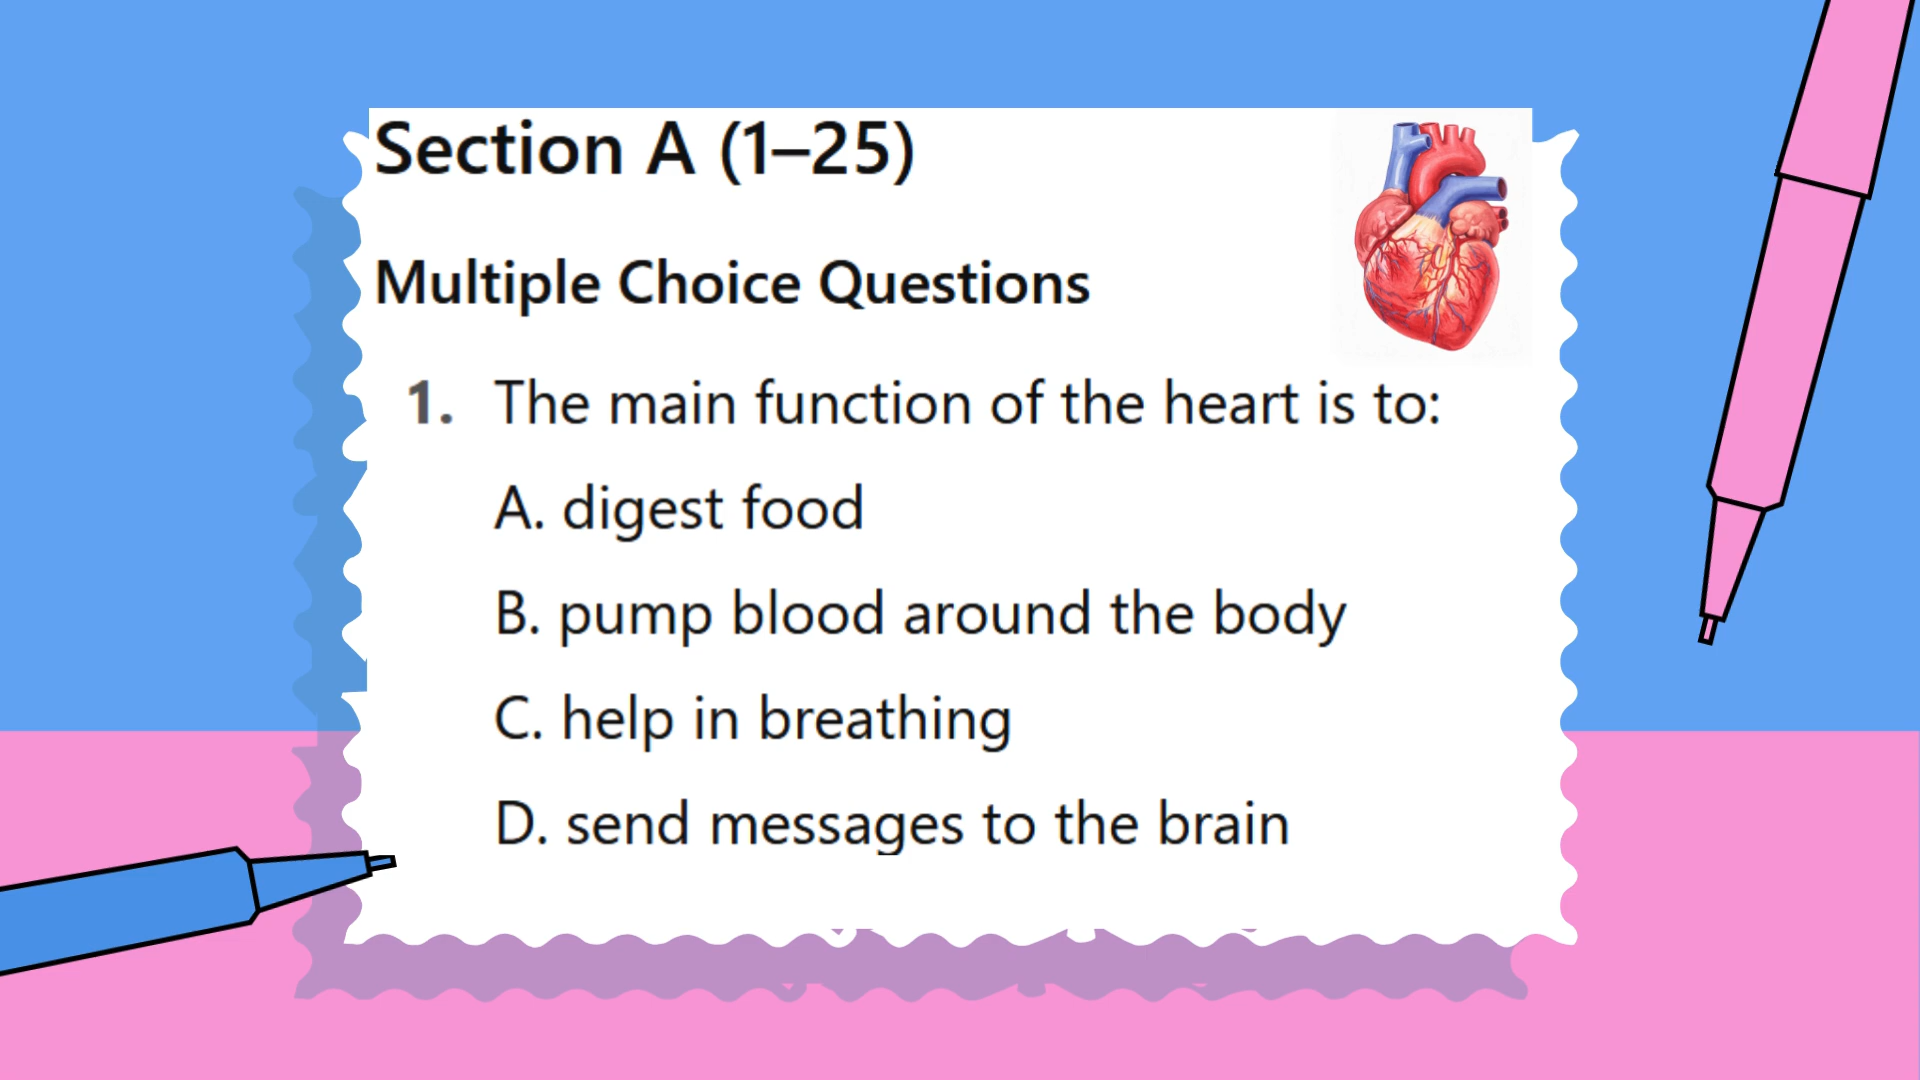 Section A (1–25)
Multiple Choice Questions
1. The main function of the heart is to:
A. digest food
B. pump blood around the body
C. help in breathing
D. send messages to the brain